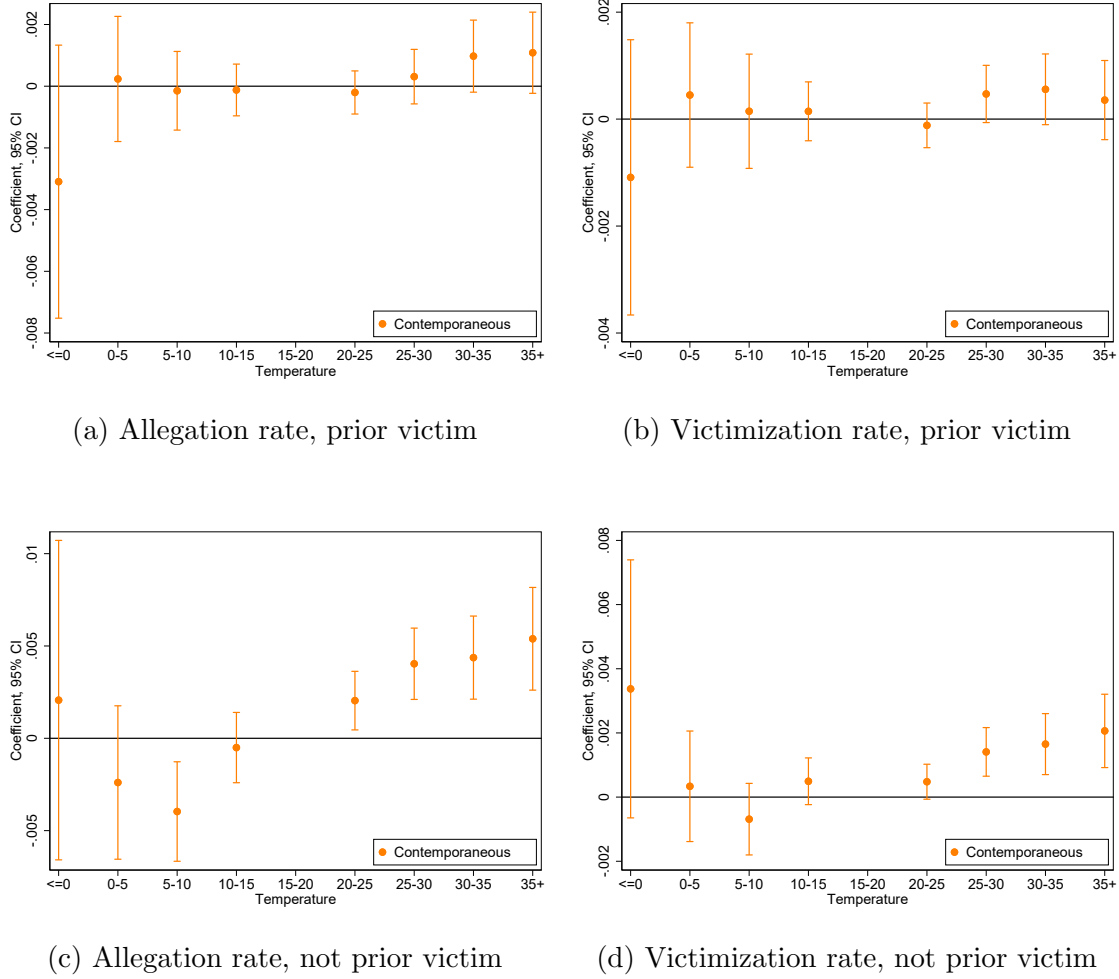 .002
0
-.002
-.004
-.006
-.008
Coefficient, 95% CI
Contemporaneous
<=0 0-5 5-10 10-15 15-20 20-25 25-30 30-35 35+
Temperature
(a) Allegation rate, prior victim
.002
0
-.002
-.004
Coefficient, 95% CI
Contemporaneous
<=0 0-5 5-10 10-15 15-20 20-25 25-30 30-35 35+
Temperature
(b) Victimization rate, prior victim
.01
.005
0
-.005
Coefficient, 95% CI
Contemporaneous
<=0 0-5 5-10 10-15 15-20 20-25 25-30 30-35 35+
Temperature
(c) Allegation rate, not prior victim
.008
.006
.004
.002
0
-.002
Coefficient, 95% CI
Contemporaneous
<=0 0-5 5-10 10-15 15-20 20-25 25-30 30-35 35+
Temperature
(d) Victimization rate, not prior victim